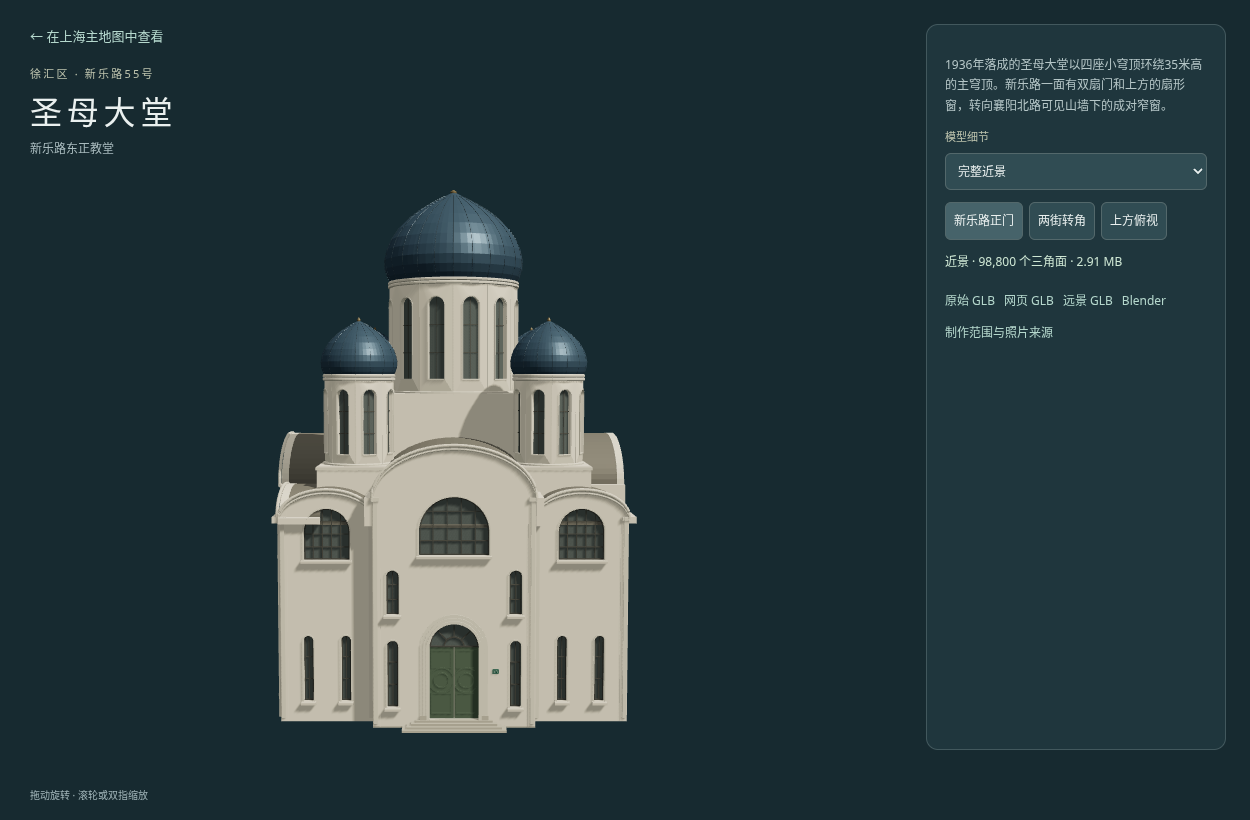 ← 在上海主地图中查看
徐汇区 · 新乐路55号
圣母大堂
新乐路东正教堂
1936年落成的圣母大堂以四座小穹顶环绕35米高
的主穹顶。新乐路一面有双扇门和上方的扇形
窗，转向襄阳北路可见山墙下的成对窄窗。
模型细节
完整近景
新乐路正门 两街转角 上方俯视
近景 · 98,800 个三角面 · 2.91 MB
原始 GLB 网页 GLB 远景 GLB Blender
制作范围与照片来源
拖动旋转 · 滚轮或双指缩放